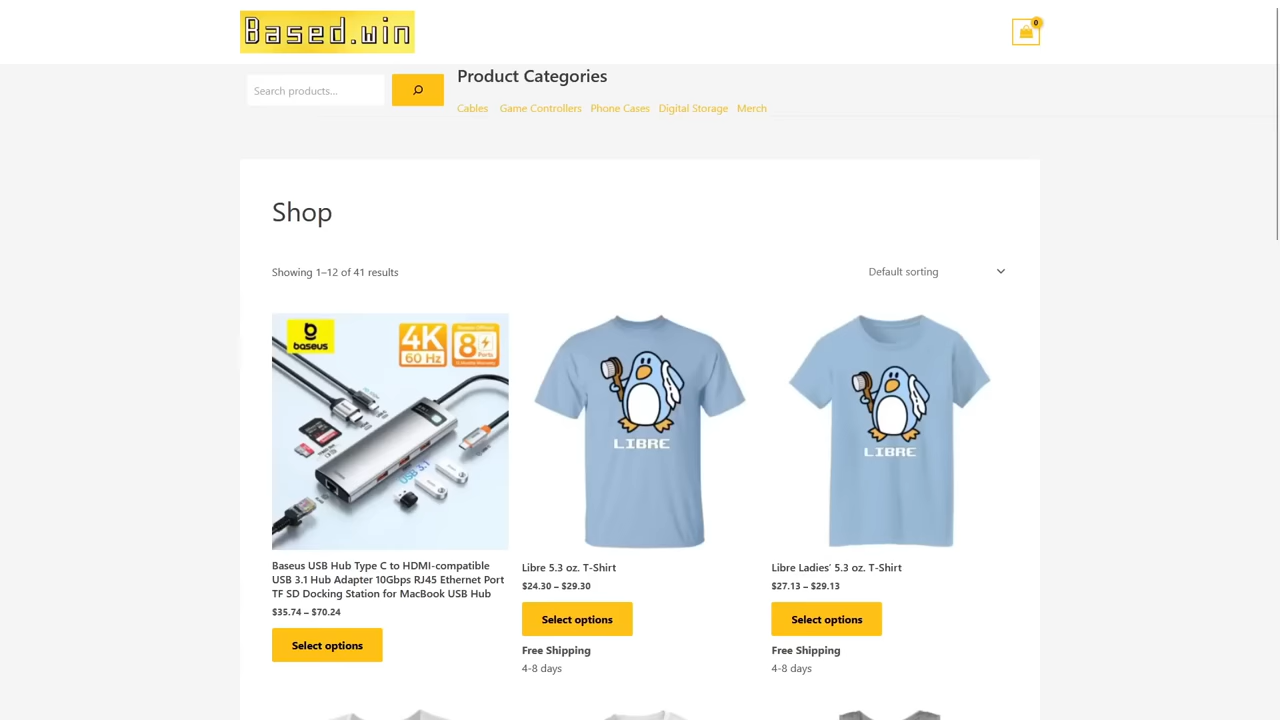 Based.win
0
Search products...
Product Categories
Cables Game Controllers Phone Cases Digital Storage Merch
Shop
Showing 1–12 of 41 results
Default sorting
baseus
4K
60 Hz
8
Ports
USB 3.1
LIBRE
LIBRE
Baseus USB Hub Type C to HDMI-compatible
USB 3.1 Hub Adapter 10Gbps RJ45 Ethernet Port
TF SD Docking Station for MacBook USB Hub
$35.74 – $70.24
Select options
Libre 5.3 oz. T-Shirt
$24.30 – $29.30
Select options
Free Shipping
4-8 days
Libre Ladies’ 5.3 oz. T-Shirt
$27.13 – $29.13
Select options
Free Shipping
4-8 days